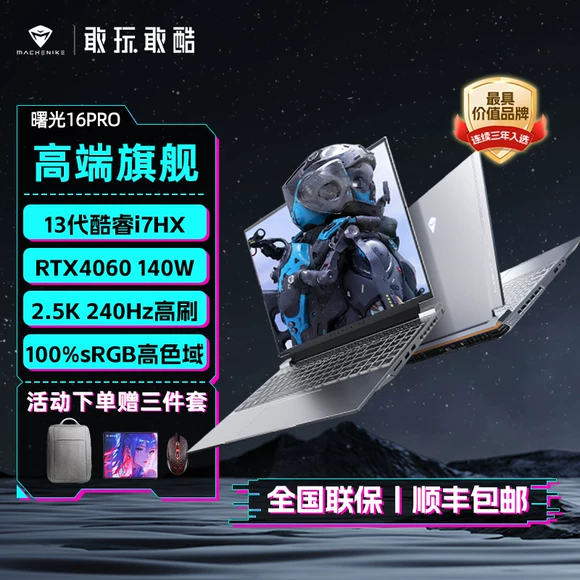 MACHENIKE
敢玩敢酷
最具
价值品牌
连续三年入选
曙光16PRO
高端旗舰
13代酷睿i7HX
RTX4060 140W
2.5K 240Hz高刷
100%sRGB高色域
活动下单赠三件套
全国联保丨顺丰包邮